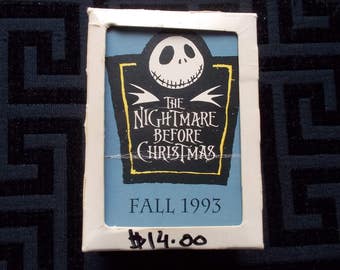 THE
NIGHTMARE
BEFORE
CHRISTMAS
FALL 1993
$14.00